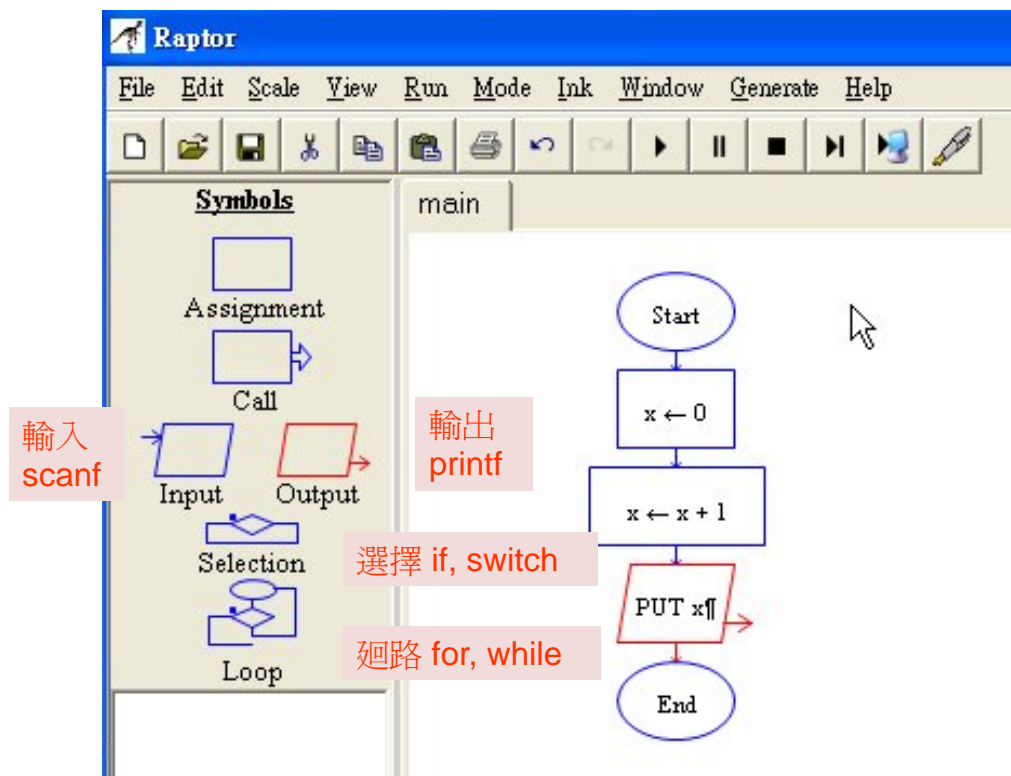 Raptor
File Edit Scale View Run Mode Ink Window Generate Help
Symbols
main
Assignment
Call
輸入
scanf
Input
Output
輸出
printf
Selection
選擇 if, switch
Loop
廻路 for, while
Start
x ← 0
x ← x + 1
PUT x¶
End